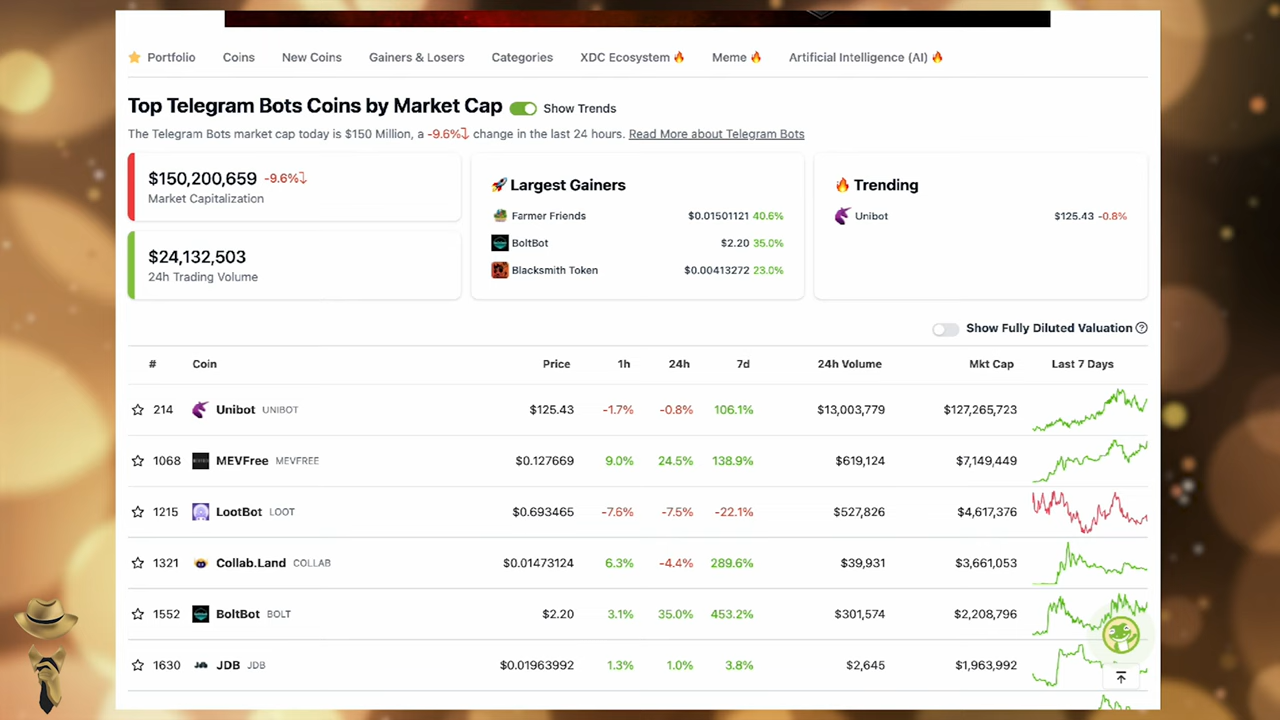 Portfolio Coins New Coins Gainers & Losers Categories XDC Ecosystem 🔥 Meme 🔥 Artificial Intelligence (AI) 🔥
Top Telegram Bots Coins by Market Cap Show Trends
The Telegram Bots market cap today is $150 Million, a -9.6% change in the last 24 hours. Read More about Telegram Bots
$150,200,659 -9.6%
Market Capitalization
$24,132,503
24h Trading Volume
🚀 Largest Gainers
Farmer Friends $0.01501121 40.6%
BoltBot $2.20 35.0%
Blacksmith Token $0.00413272 23.0%
🔥 Trending
Unibot $125.43 -0.8%
Show Fully Diluted Valuation ?
# Coin Price 1h 24h 7d 24h Volume Mkt Cap Last 7 Days
214 Unibot UNIBOT $125.43 -1.7% -0.8% 106.1% $13,003,779 $127,265,723
1068 MEVFree MEVFREE $0.127669 9.0% 24.5% 138.9% $619,124 $7,149,449
1215 LootBot LOOT $0.693465 -7.6% -7.5% -22.1% $527,826 $4,617,376
1321 Collab.Land COLLAB $0.01473124 6.3% -4.4% 289.6% $39,931 $3,661,053
1552 BoltBot BOLT $2.20 3.1% 35.0% 453.2% $301,574 $2,208,796
1630 JDB JDB $0.01963992 1.3% 1.0% 3.8% $2,645 $1,963,992